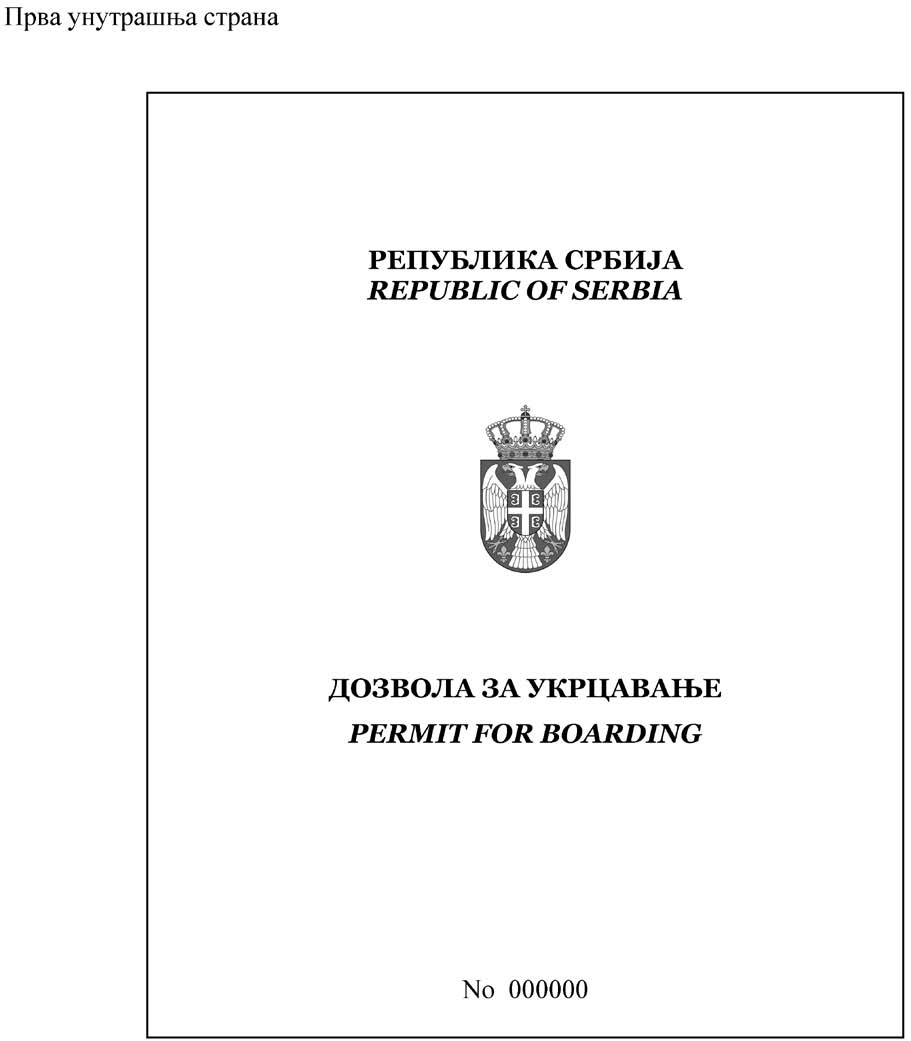 Прва унутрашња страна
РЕПУБЛИКА СРБИЈА
REPUBLIC OF SERBIA
ДОЗВОЛА ЗА УКРЦАВАЊЕ
PERMIT FOR BOARDING
No 000000